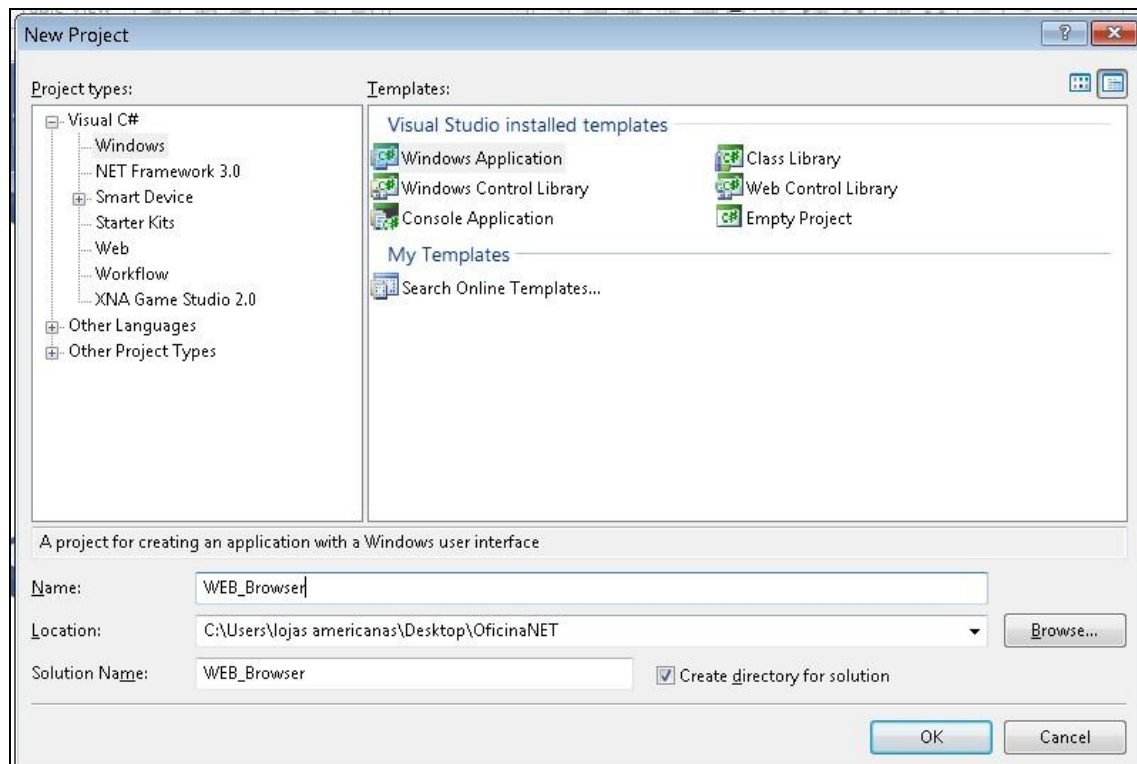 New Project
Project types:
Templates:
Visual C#
Windows
NET Framework 3.0
Smart Device
Starter Kits
Web
Workflow
XNA Game Studio 2.0
Other Languages
Other Project Types
Visual Studio installed templates
Windows Application
Class Library
Windows Control Library
Web Control Library
Console Application
Empty Project
My Templates
Search Online Templates...
A project for creating an application with a Windows user interface
Name:
WEB_Browser
Location:
C:\Users\lojas americanas\Desktop\OficinaNET
Browse...
Solution Name:
WEB_Browser
Create directory for solution
OK
Cancel